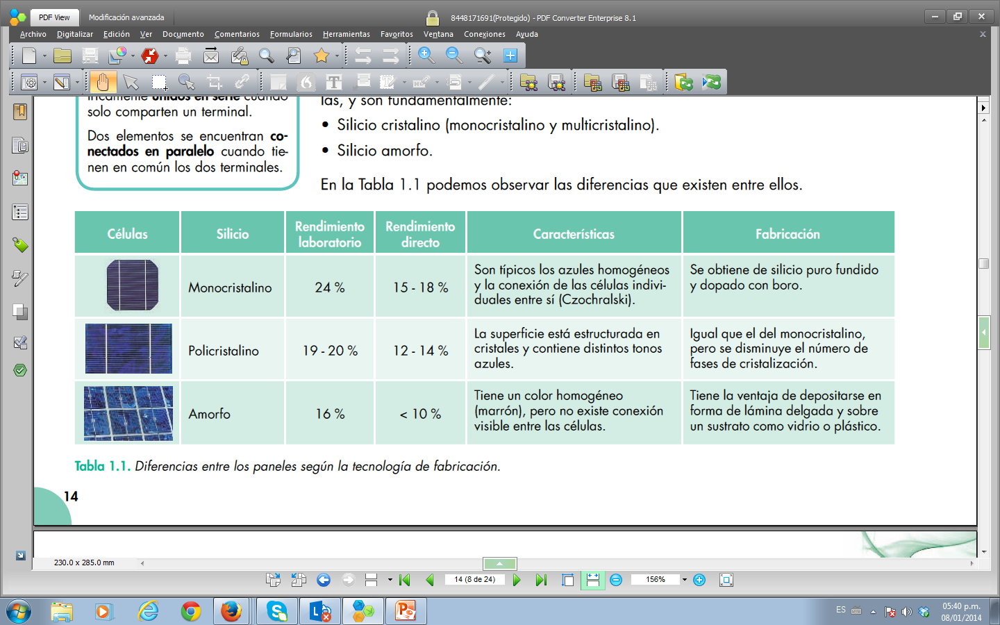 PDF View
Modificación avanzada
8448171691(Protegido) - PDF Converter Enterprise 8.1
Archivo Digitalizar Edición Ver Documento Comentarios Formularios Herramientas Favoritos Ventana Conexiones Ayuda
ricamente unidos en serie cuando
solo comparten un terminal.
Dos elementos se encuentran co-
nectados en paralelo cuando tie-
nen en común los dos terminales.
las, y son fundamentalmente:
• Silicio cristalino (monocristalino y multicristalino).
• Silicio amorfo.
En la Tabla 1.1 podemos observar las diferencias que existen entre ellos.
Células
Silicio
Rendimiento
laboratorio
Rendimiento
directo
Características
Fabricación
Monocristalino
24 %
15 - 18 %
Son típicos los azules homogéneos
y la conexión de las células indivi-
duales entre sí (Czochralski).
Se obtiene de silicio puro fundido
y dopado con boro.
Policristalino
19 - 20 %
12 - 14 %
La superficie está estructurada en
cristales y contiene distintos tonos
azules.
Igual que el del monocristalino,
pero se disminuye el número de
fases de cristalización.
Amorfo
16 %
< 10 %
Tiene un color homogéneo
(marrón), pero no existe conexión
visible entre las células.
Tiene la ventaja de depositarse en
forma de lámina delgada y sobre
un sustrato como vidrio o plástico.
Tabla 1.1. Diferencias entre los paneles según la tecnología de fabricación.
14
230.0 x 285.0 mm
14 (8 de 24)
156%
ES
05:40 p.m.
08/01/2014